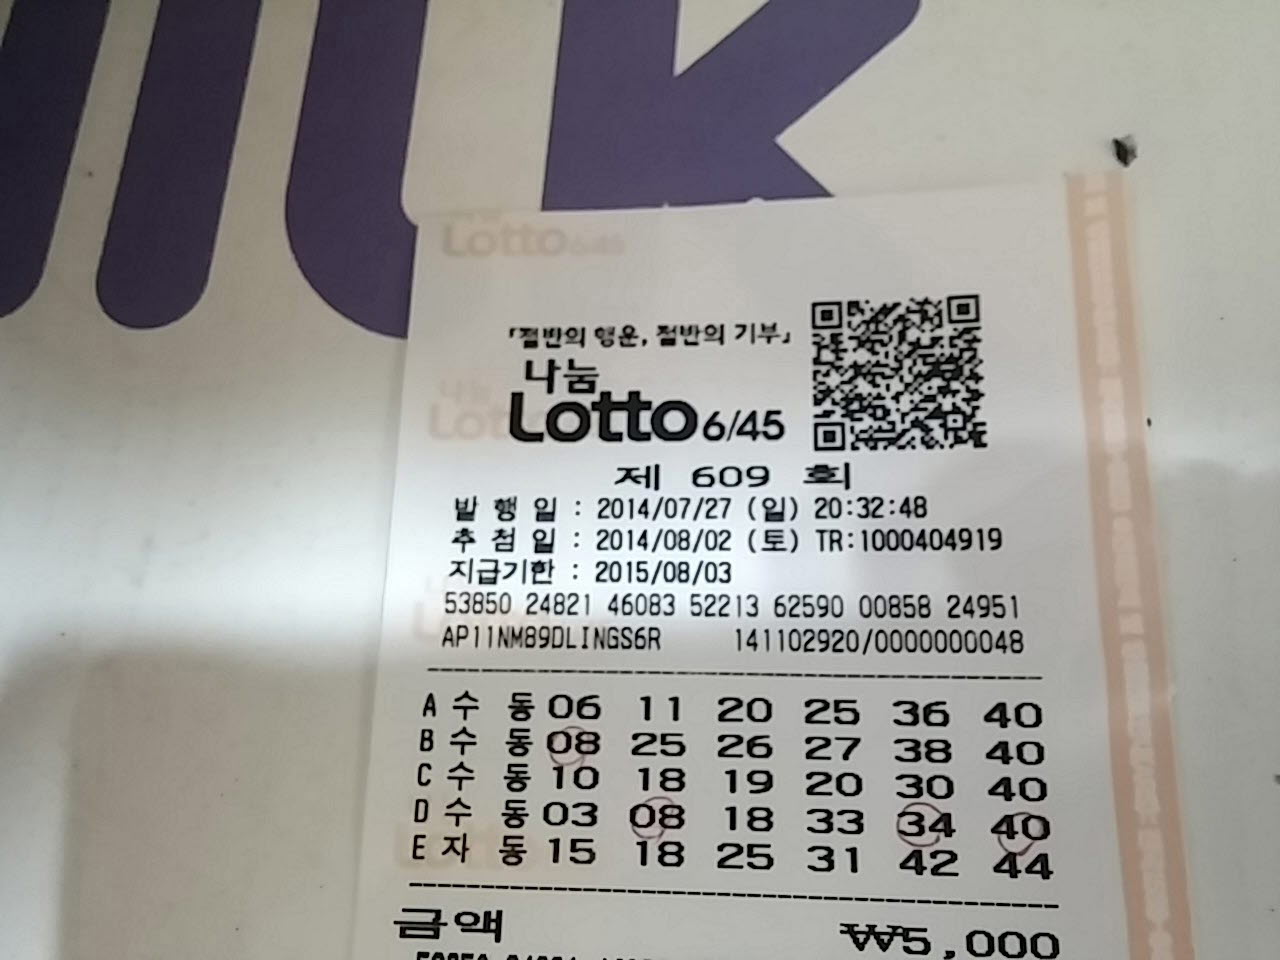 Lotto 6/45
「절반의 행운, 절반의 기부」
나눔
Lotto 6/45
제 609 회
발 행 일 : 2014/07/27 (일) 20:32:48
추 첨 일 : 2014/08/02 (토) TR:1000404919
지급기한 : 2015/08/03
53850 24821 46083 52213 62590 00858 24951
AP11NM89DLINGS6R 141102920/0000000048
A 수 동 06 11 20 25 36 40
B 수 동 08 25 26 27 38 40
C 수 동 10 18 19 20 30 40
D 수 동 03 08 18 33 34 40
E 자 동 15 18 25 31 42 44
금액 ₩5,000